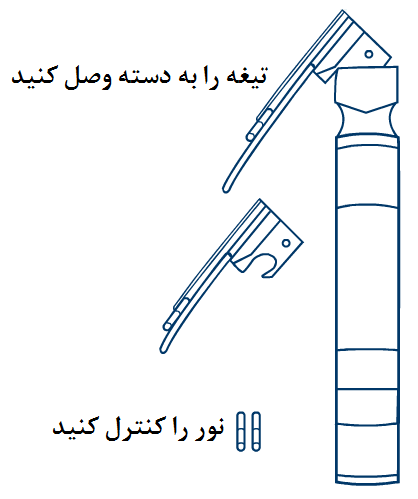 تیغه را به دسته وصل کنید
نور را کنترل کنید